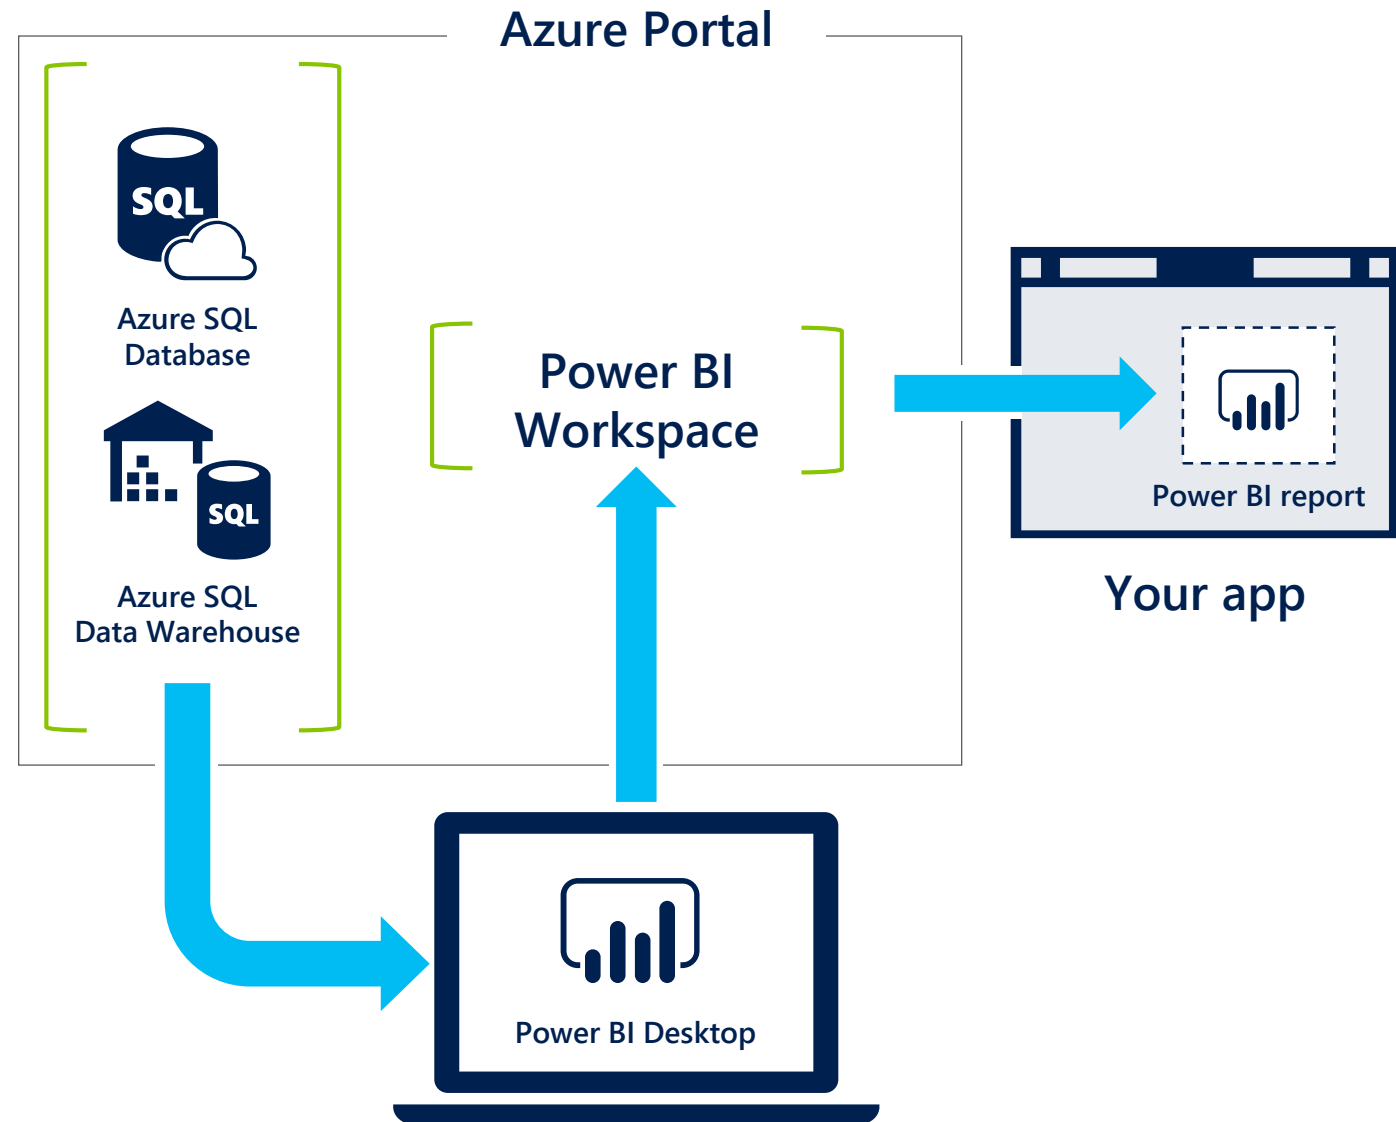 Azure Portal
SQL
Azure SQL
Database
SQL
Azure SQL
Data Warehouse
Power BI
Workspace
Power BI report
Your app
Power BI Desktop